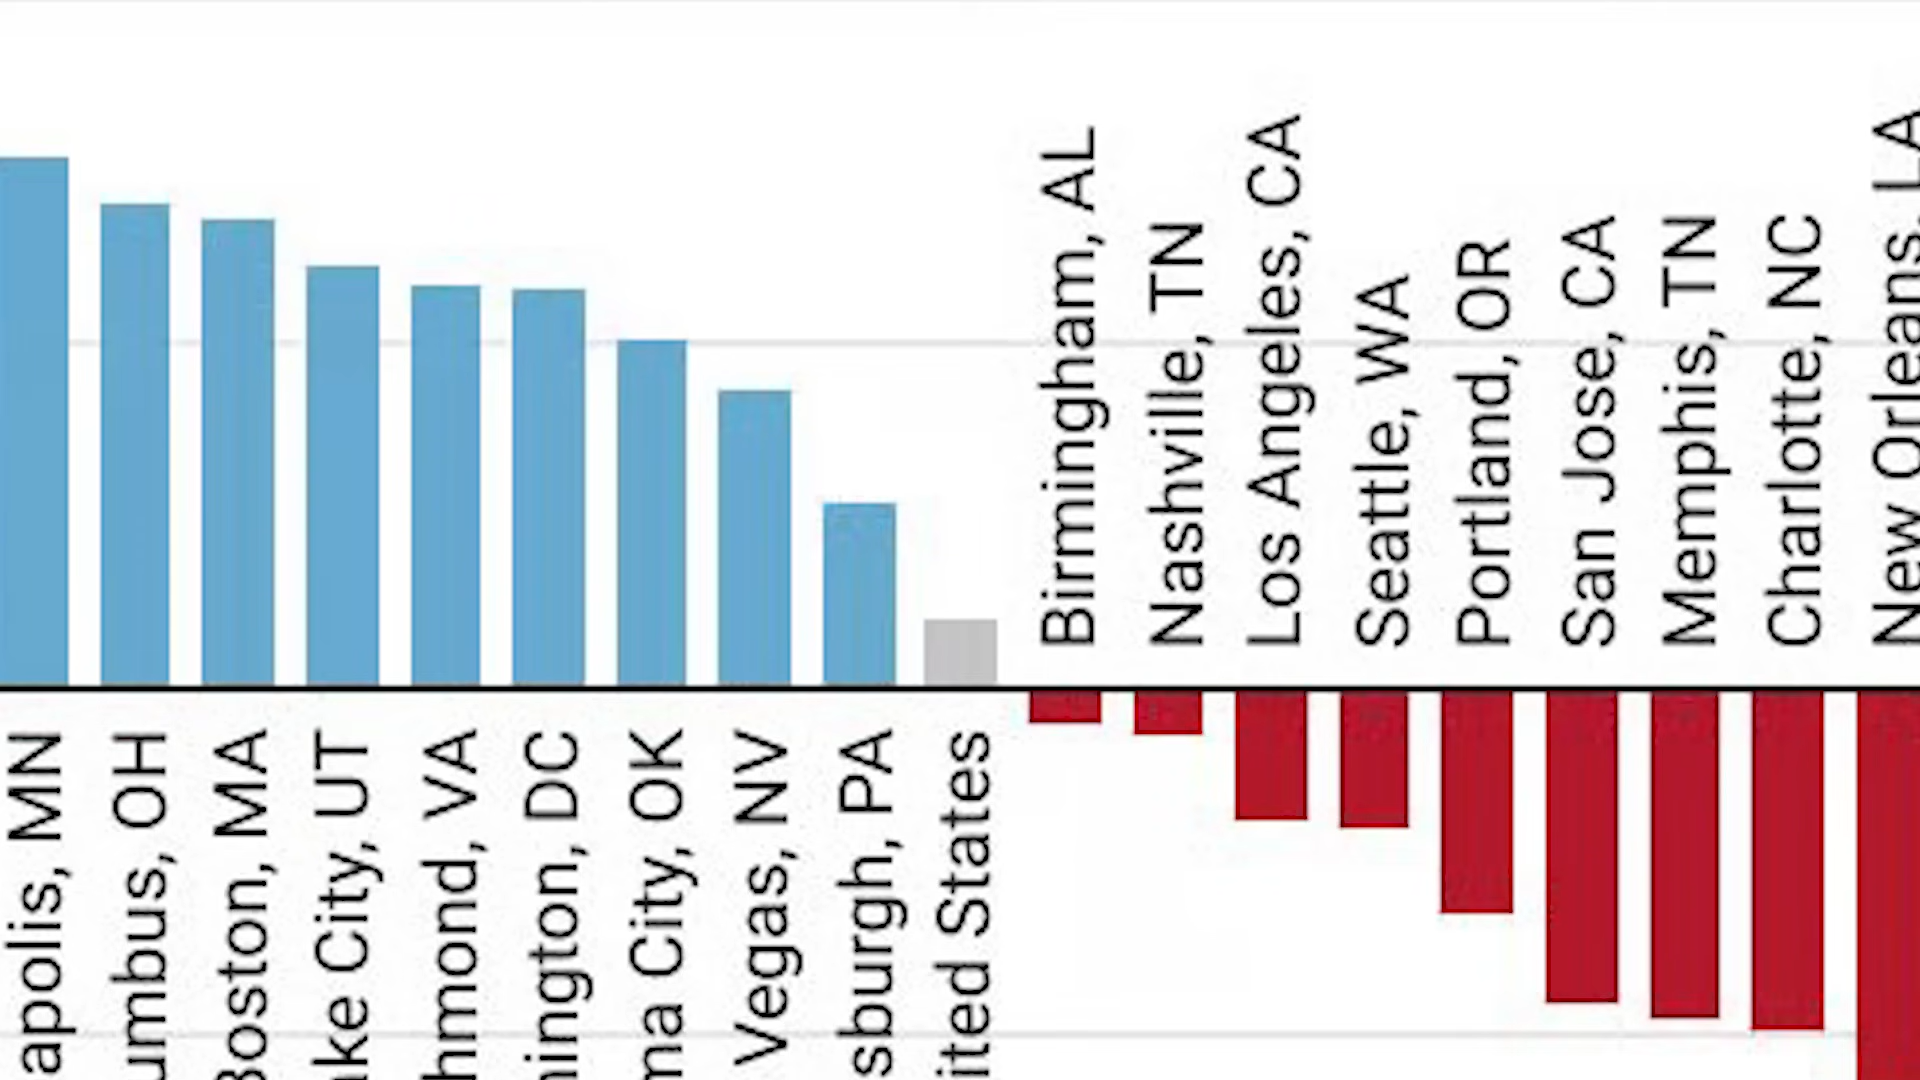 apolis, MN
umbus, OH
Boston, MA
ake City, UT
hmond, VA
hington, DC
ma City, OK
Vegas, NV
sburgh, PA
ited States
Birmingham, AL
Nashville, TN
Los Angeles, CA
Seattle, WA
Portland, OR
San Jose, CA
Memphis, TN
Charlotte, NC
New Orleans, LA